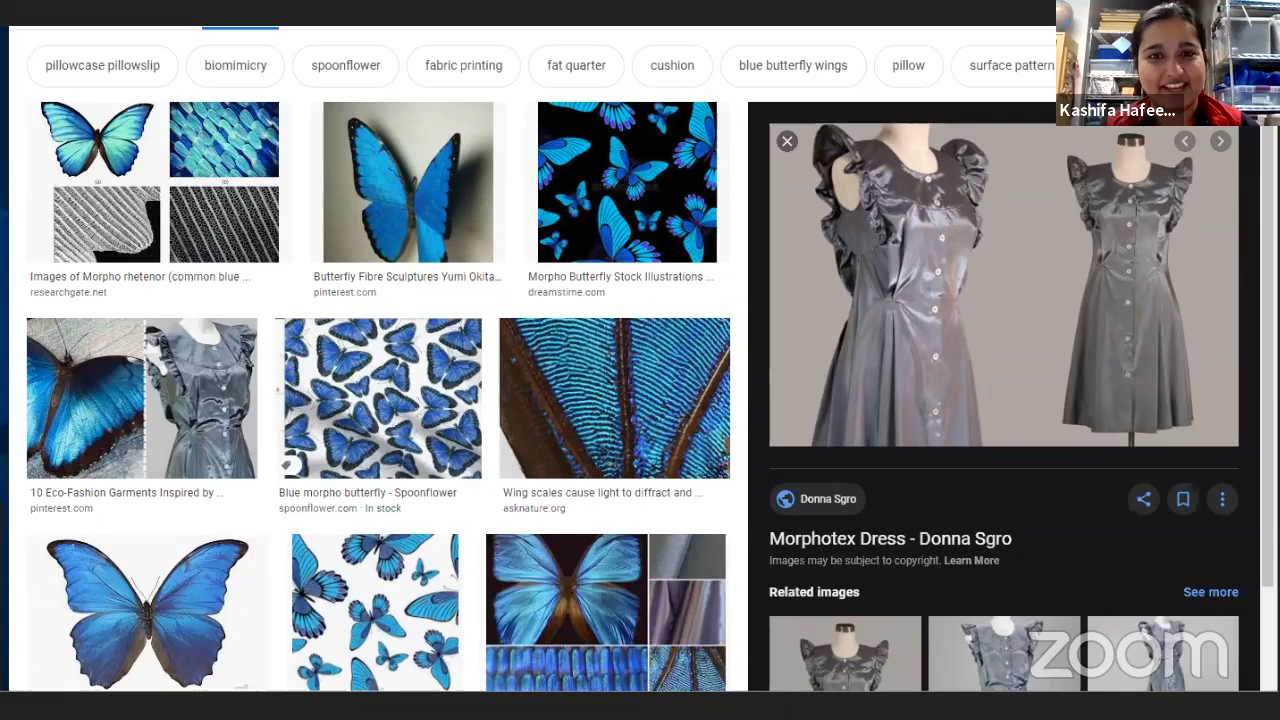 pillowcase pillowslip
biomimicry
spoonflower
fabric printing
fat quarter
cushion
blue butterfly wings
pillow
surface pattern
Kashifa Hafee...
(a)
(b)
Images of Morpho rhetenor (common blue ...
researchgate.net
Butterfly Fibre Sculptures Yumi Okita...
pinterest.com
Morpho Butterfly Stock Illustrations ...
dreamstime.com
10 Eco-Fashion Garments Inspired by ...
pinterest.com
Blue morpho butterfly - Spoonflower
spoonflower.com · In stock
Wing scales cause light to diffract and ...
asknature.org
Donna Sgro
Morphotex Dress - Donna Sgro
Images may be subject to copyright. Learn More
Related images
See more
zoom